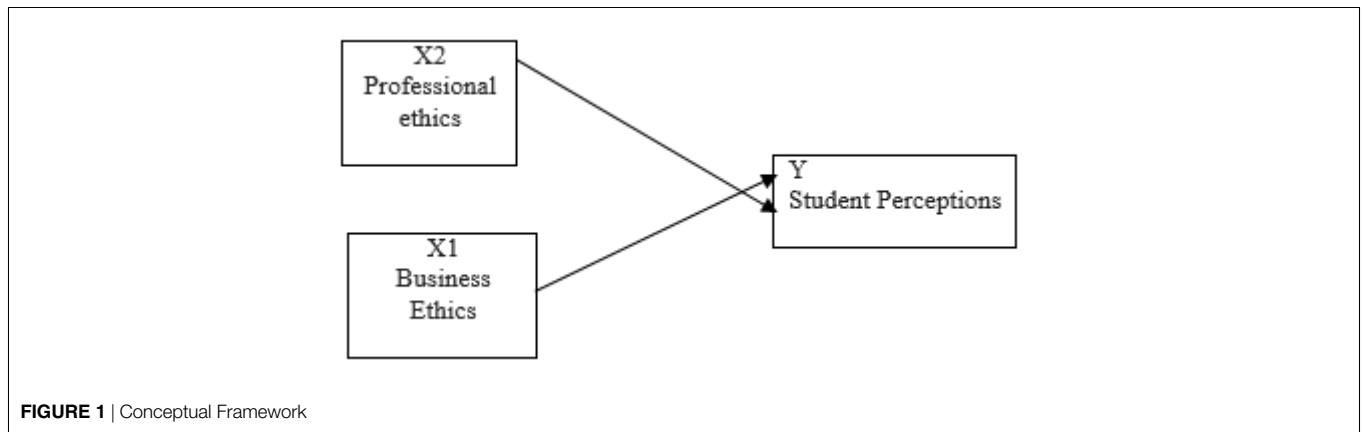 X2
Professional
ethics
Y
Student Perceptions
X1
Business
Ethics
FIGURE 1 | Conceptual Framework